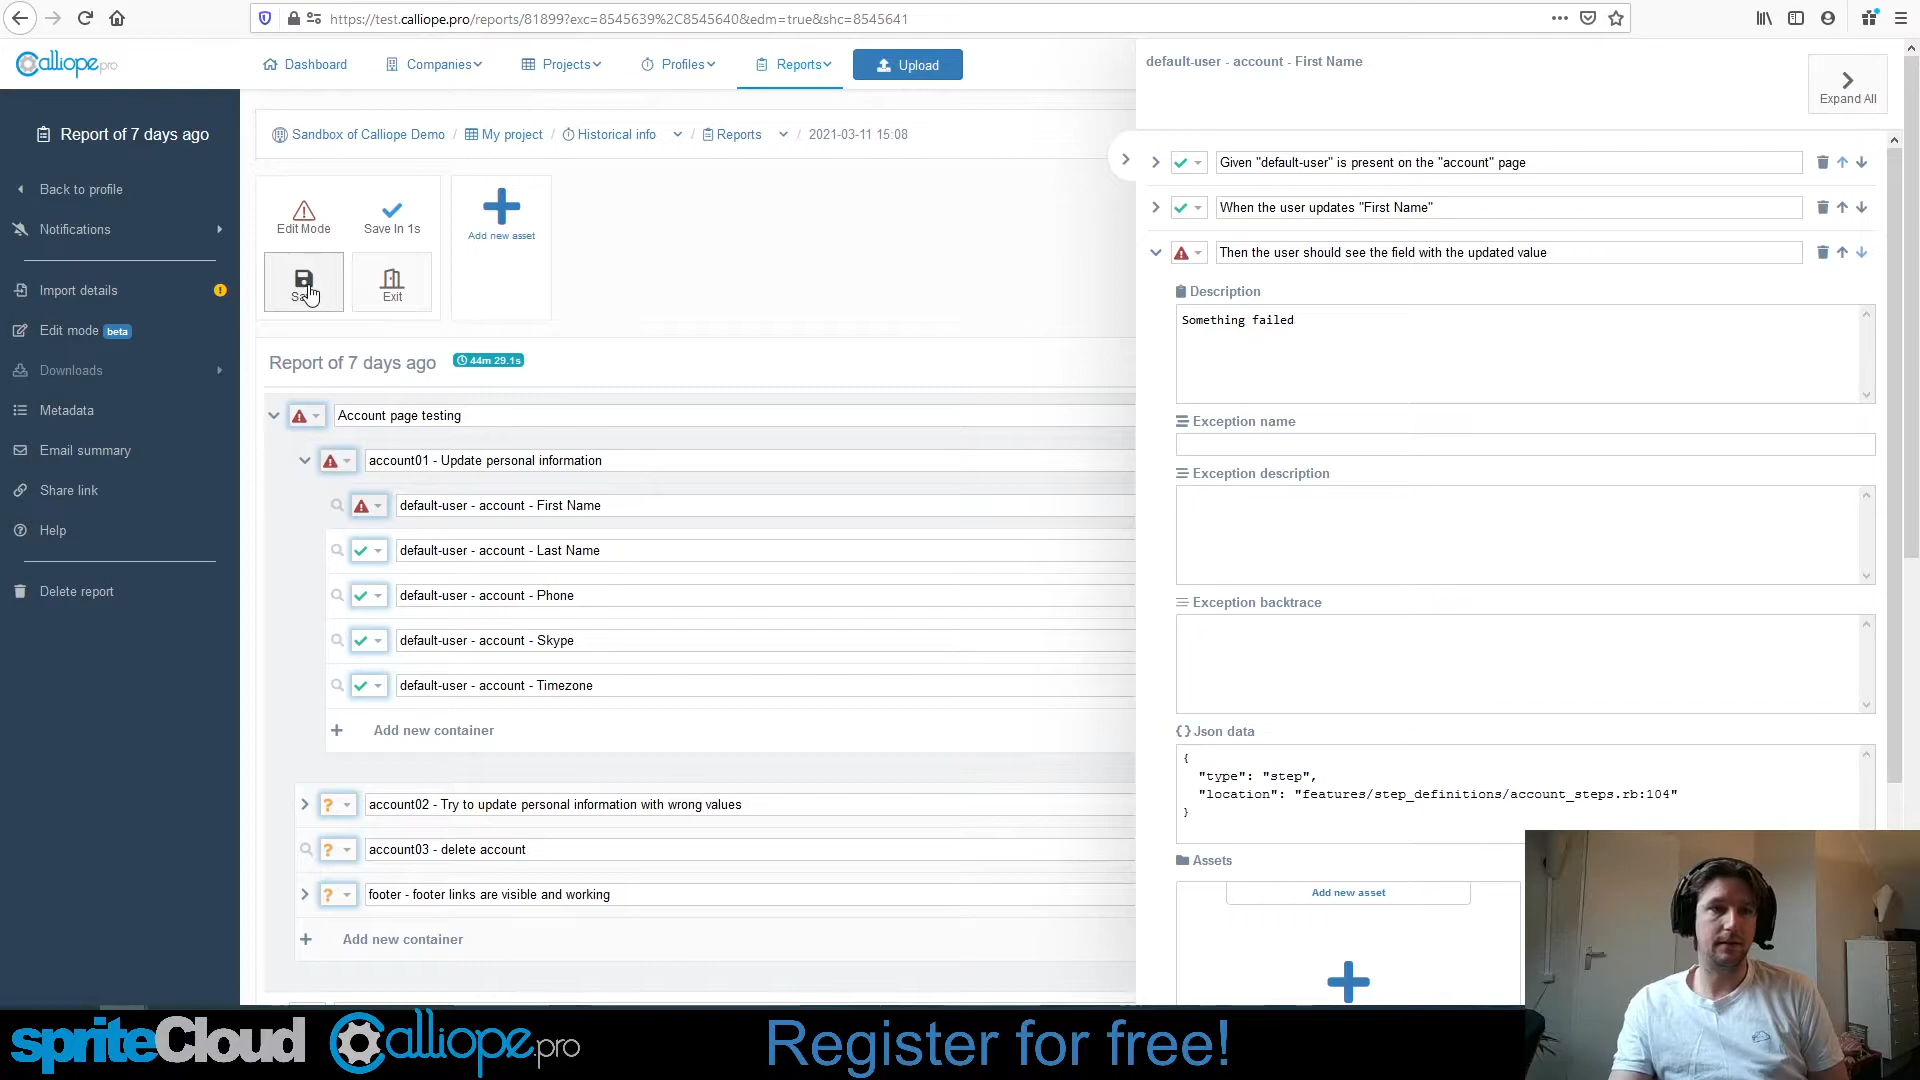 https://test.calliope.pro/reports/81899?exc=8545639%2C8545640&edm=true&shc=8545641
Calliope.pro
Dashboard
Companies
Projects
Profiles
Reports
Upload
Report of 7 days ago
Back to profile
Notifications
Import details
Edit mode beta
Downloads
Metadata
Email summary
Share link
Help
Delete report
Sandbox of Calliope Demo / My project / Historical info / Reports / 2021-03-11 15:08
Edit Mode
Save In 1s
Exit
Add new asset
Report of 7 days ago
44m 29.1s
Account page testing
account01 - Update personal information
default-user - account - First Name
default-user - account - Last Name
default-user - account - Phone
default-user - account - Skype
default-user - account - Timezone
Add new container
account02 - Try to update personal information with wrong values
account03 - delete account
footer - footer links are visible and working
Add new container
default-user - account - First Name
Expand All
Given "default-user" is present on the "account" page
When the user updates "First Name"
Then the user should see the field with the updated value
Description
Something failed
Exception name
Exception description
Exception backtrace
{} Json data
{
"type": "step",
"location": "features/step_definitions/account_steps.rb:104"
}
Assets
Add new asset
spriteCloud
Calliope.pro
Register for free!